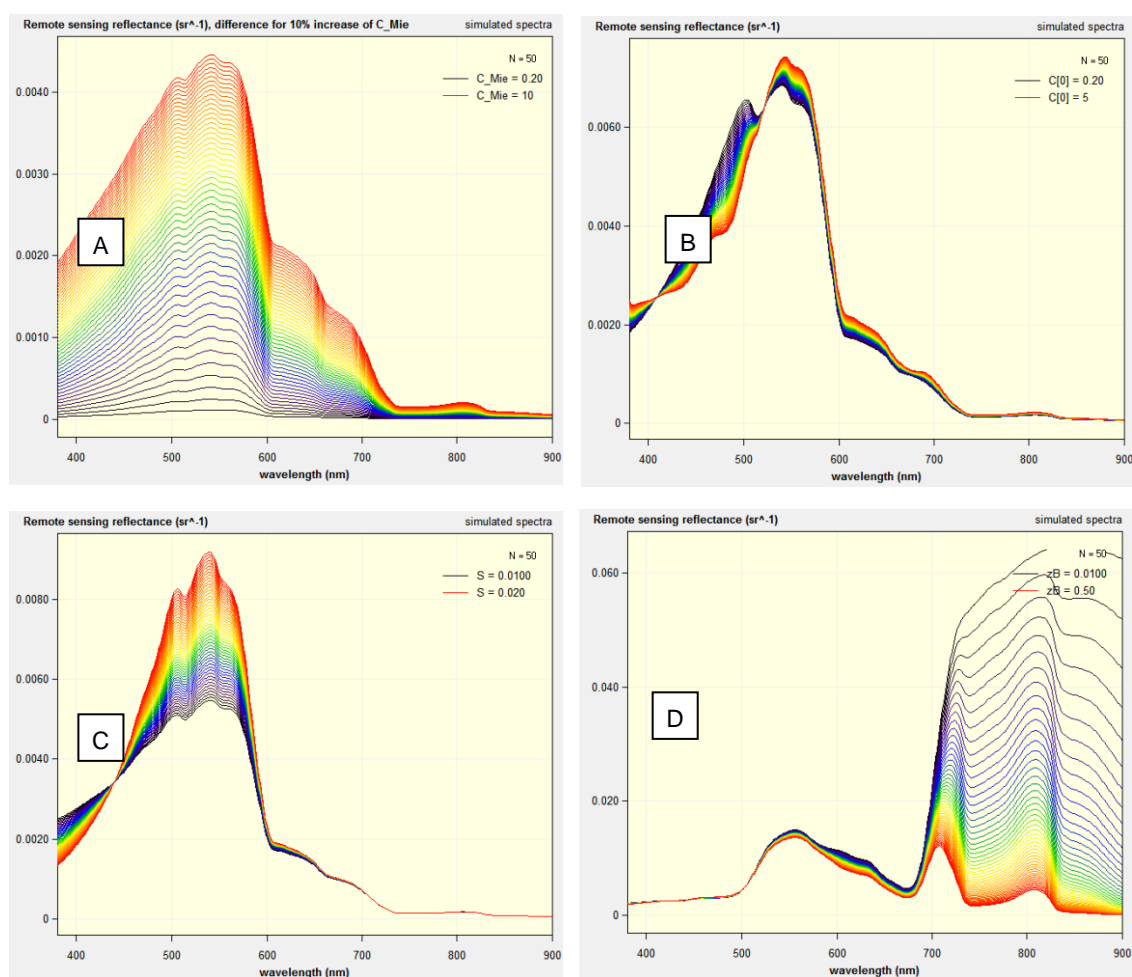 Remote sensing reflectance (sr^-1), difference for 10% increase of C_Mie simulated spectra
N = 50
C_Mie = 0.20
C_Mie = 10
0.0040
0.0030
0.0020
0.0010
0
A
400 500 600 700 800 900
wavelength (nm)
Remote sensing reflectance (sr^-1) simulated spectra
N = 50
C[0] = 0.20
C[0] = 5
0.0060
0.0040
0.0020
0
B
400 500 600 700 800 900
wavelength (nm)
Remote sensing reflectance (sr^-1) simulated spectra
N = 50
S = 0.0100
S = 0.020
0.0080
0.0060
0.0040
0.0020
0
C
400 500 600 700 800 900
wavelength (nm)
Remote sensing reflectance (sr^-1) simulated spectra
N = 50
zB = 0.0100
zB = 0.50
0.060
0.040
0.020
0
D
400 500 600 700 800 900
wavelength (nm)